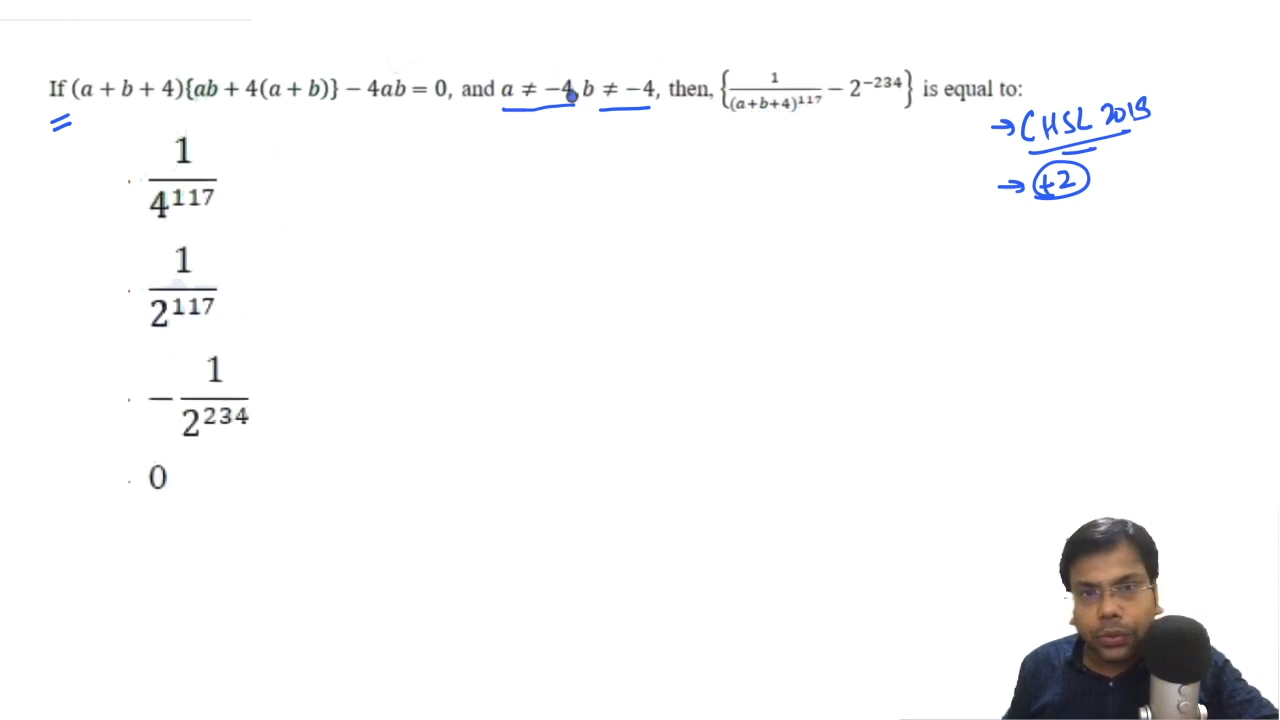 If (a + b + 4){ab + 4(a + b)} − 4ab = 0, and a ≠ −4, b ≠ −4, then, {1/(a+b+4)^117 − 2^−234} is equal to:
→ CHSL 2018
→ +2
1/4^117
1/2^117
− 1/2^234
0